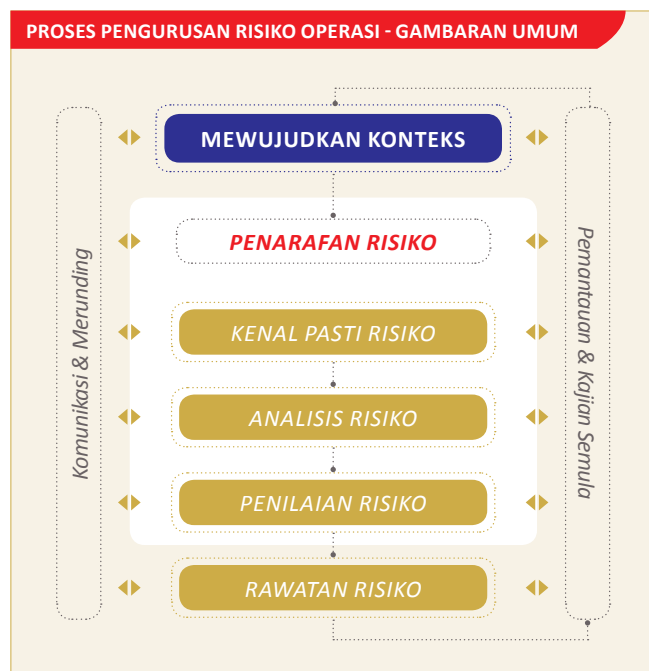 PROSES PENGURUSAN RISIKO OPERASI - GAMBARAN UMUM
MEWUJUDKAN KONTEKS
PENARAFAN RISIKO
KENAL PASTI RISIKO
ANALISIS RISIKO
PENILAIAN RISIKO
RAWATAN RISIKO
Komunikasi & Merunding
Pemantauan & Kajian Semula